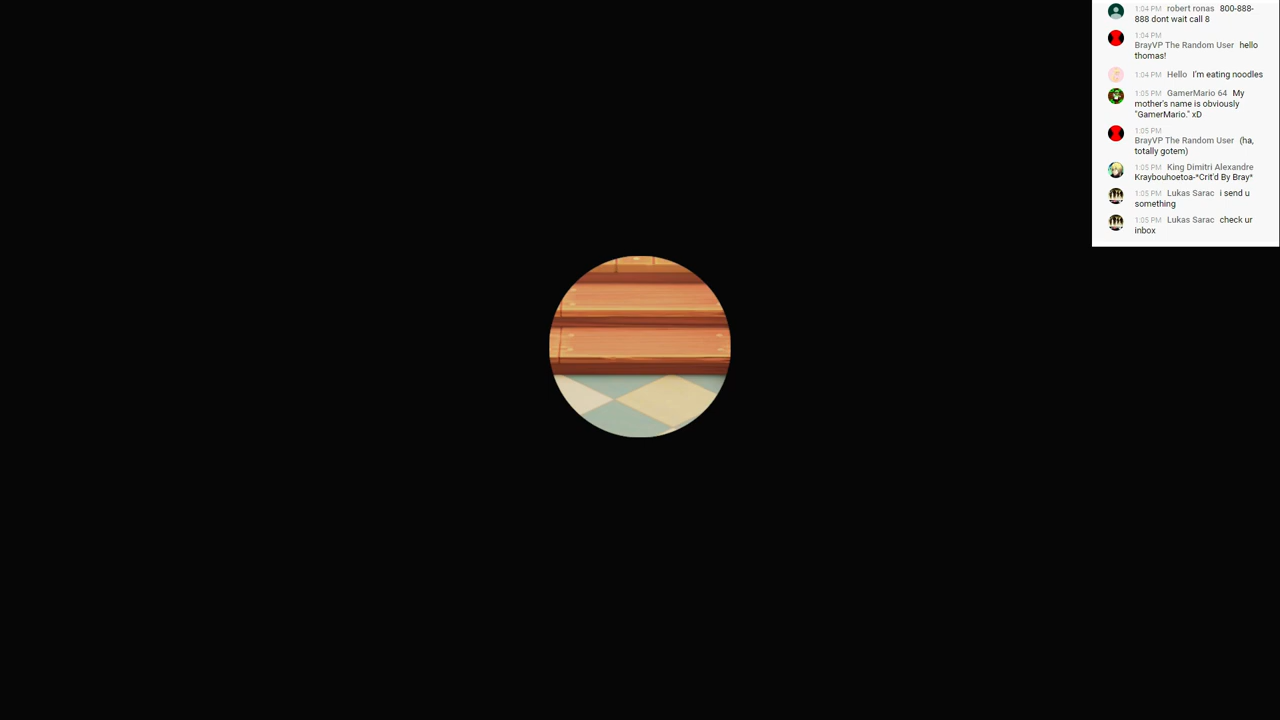 1:04 PM robert ronas 800-888-
888 dont wait call 8
1:04 PM
BrayVP The Random User hello
thomas!
1:04 PM Hello I'm eating noodles
1:05 PM GamerMario 64 My
mother's name is obviously
"GamerMario." xD
1:05 PM
BrayVP The Random User (ha,
totally gotem)
1:05 PM King Dimitri Alexandre
Kraybouhoetoa-*Crit'd By Bray*
1:05 PM Lukas Sarac i send u
something
1:05 PM Lukas Sarac check ur
inbox